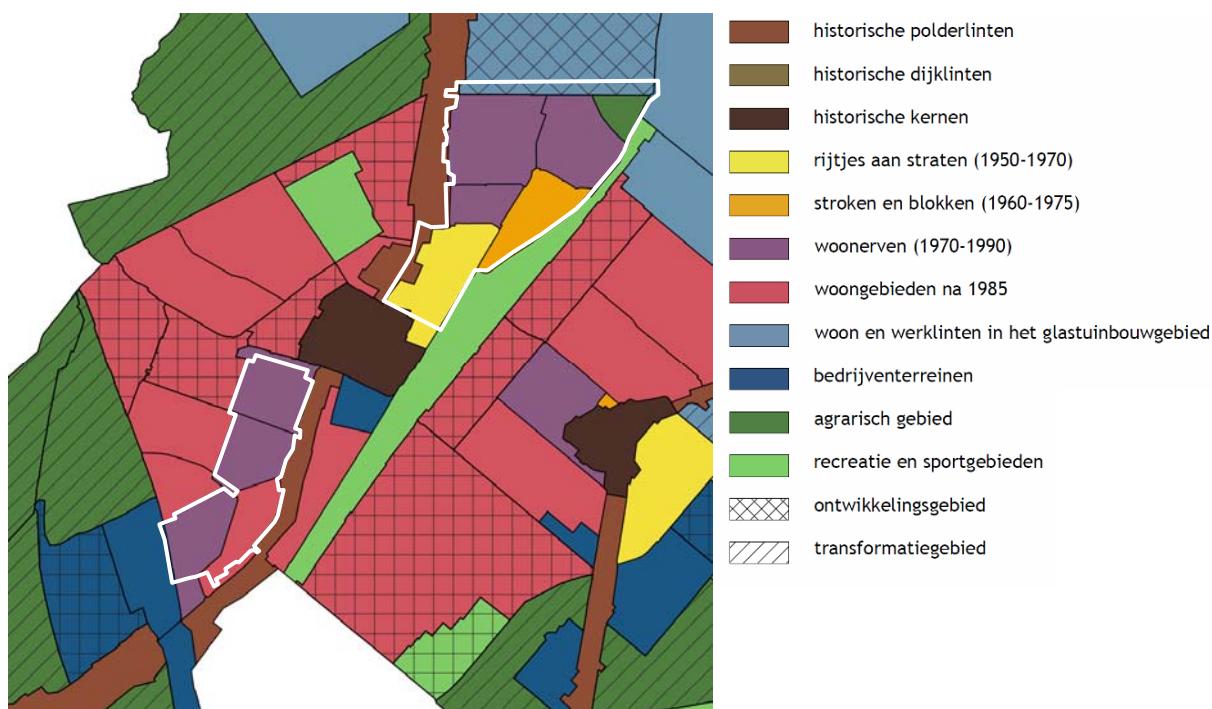 historische polderlinten
historische dijklinten
historische kernen
rijtjes aan straten (1950-1970)
stroken en blokken (1960-1975)
woonerven (1970-1990)
woongebieden na 1985
woon en werklinten in het glastuinbouwgebied
bedrijventerreinen
agrarisch gebied
recreatie en sportgebieden
ontwikkelingsgebied
transformatiegebied